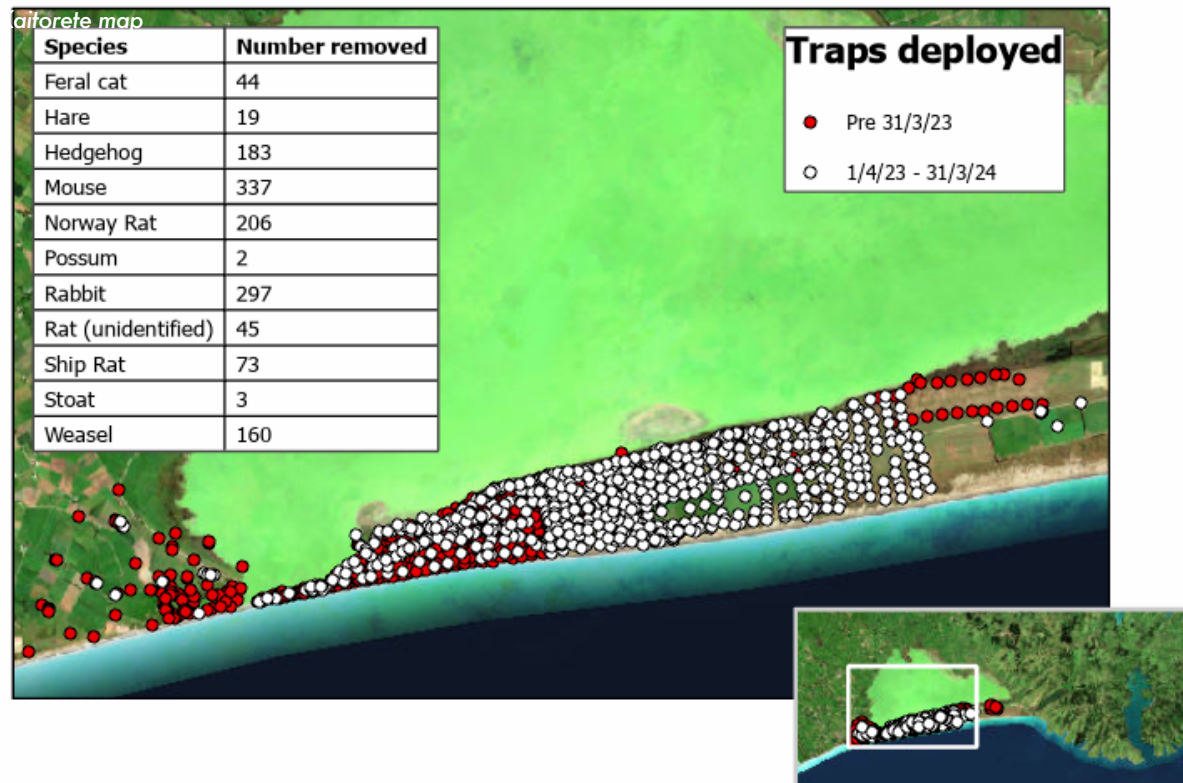 Kaitorete map
Species Number removed
Feral cat 44
Hare 19
Hedgehog 183
Mouse 337
Norway Rat 206
Possum 2
Rabbit 297
Rat (unidentified) 45
Ship Rat 73
Stoat 3
Weasel 160
Traps deployed
Pre 31/3/23
1/4/23 - 31/3/24